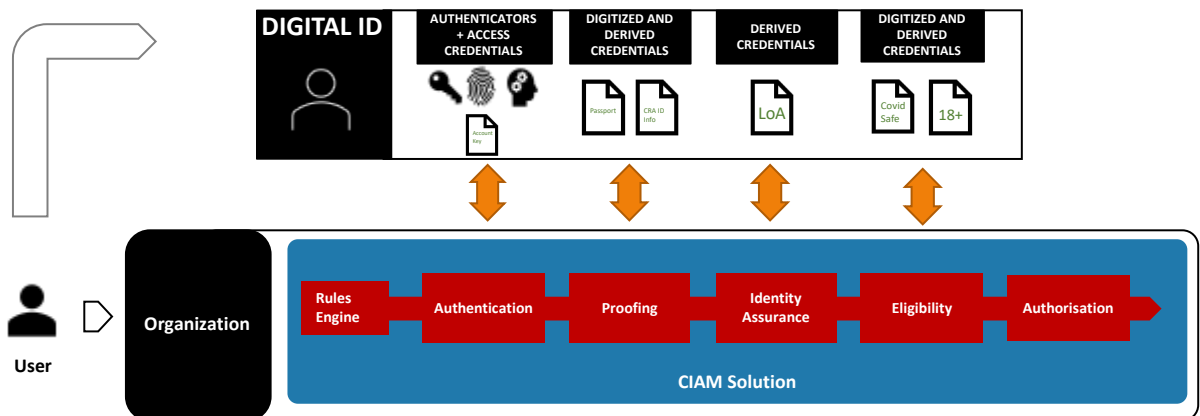 DIGITAL ID
AUTHENTICATORS
+ ACCESS
CREDENTIALS
DIGITIZED AND
DERIVED
CREDENTIALS
DERIVED
CREDENTIALS
DIGITIZED AND
DERIVED
CREDENTIALS
Account
Key
Passport
CRA ID
Info
LoA
Covid
Safe
18+
User
Organization
Rules
Engine
Authentication
Proofing
Identity
Assurance
Eligibility
Authorisation
CIAM Solution